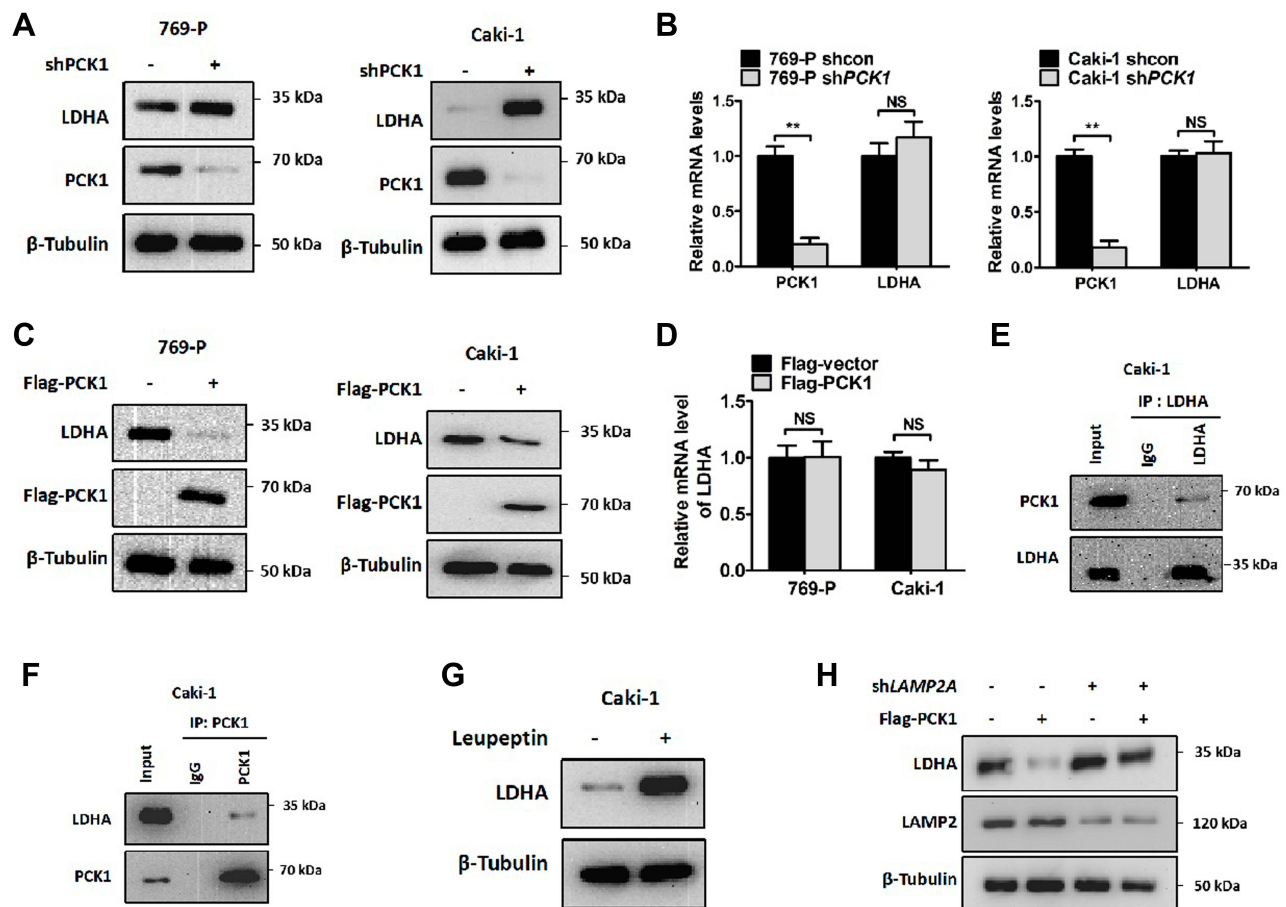 A
769-P
shPCK1 - +
LDHA
35 kDa
PCK1
70 kDa
β-Tubulin
50 kDa
Caki-1
shPCK1 - +
LDHA
35 kDa
PCK1
70 kDa
β-Tubulin
50 kDa
B
769-P shcon
769-P shPCK1
Relative mRNA levels
1.5
1.0
0.5
0.0
**
NS
PCK1 LDHA
Caki-1 shcon
Caki-1 shPCK1
Relative mRNA levels
1.5
1.0
0.5
0.0
**
NS
PCK1 LDHA
C
769-P
Flag-PCK1 - +
LDHA
35 kDa
Flag-PCK1
70 kDa
β-Tubulin
50 kDa
Caki-1
Flag-PCK1 - +
LDHA
35 kDa
Flag-PCK1
70 kDa
β-Tubulin
50 kDa
D
Flag-vector
Flag-PCK1
Relative mRNA level
of LDHA
1.5
1.0
0.5
0.0
NS
NS
769-P Caki-1
E
Caki-1
IP : LDHA
Input
IgG
LDHA
PCK1
70 kDa
LDHA
35 kDa
F
Caki-1
IP: PCK1
Input
IgG
PCK1
LDHA
35 kDa
PCK1
70 kDa
G
Caki-1
Leupeptin - +
LDHA
β-Tubulin
H
shLAMP2A - - + +
Flag-PCK1 - + - +
LDHA
35 kDa
LAMP2
120 kDa
β-Tubulin
50 kDa